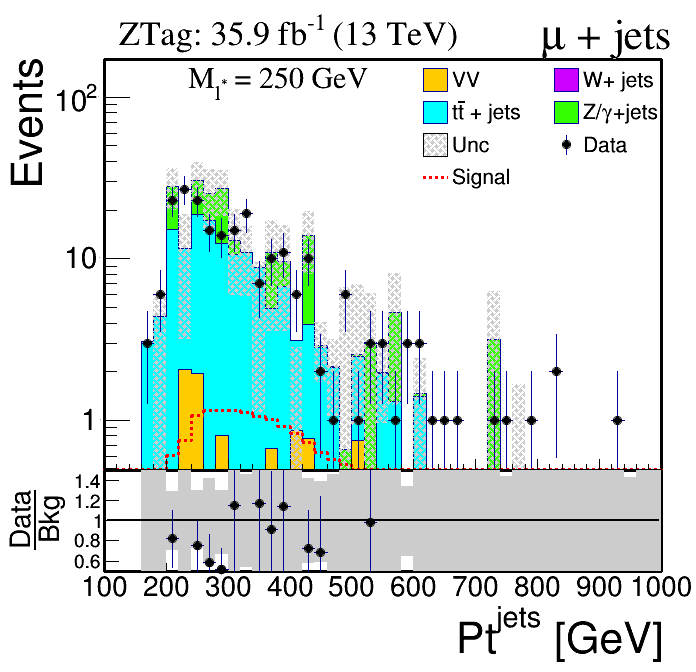 ZTag: 35.9 fb-1 (13 TeV) μ + jets
Events
Ml* = 250 GeV
VV W+ jets
tt̄ + jets Z/γ+jets
Unc Data
Signal
10²
10
1
Data
Bkg
1.4
1.2
1
0.8
0.6
100 200 300 400 500 600 700 800 900 1000
Ptjets [GeV]